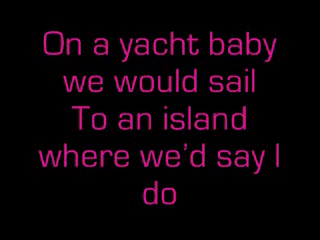 On a yacht baby
we would sail
To an island
where we'd say I
do